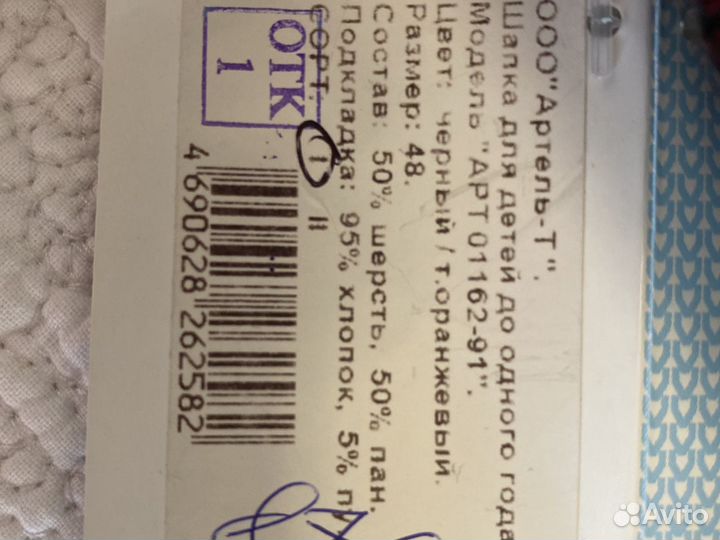 ООО"Артель-Т".
Шапка для детей до одного года
Модель "АРТ 01162-91".
Цвет: черный / т.оранжевый.
Размер: 48.
Состав: 50% шерсть, 50% пан.
Подкладка: 95% хлопок, 5%
СОРТ: I II
ОТК
1
4 690628 262582
Avito